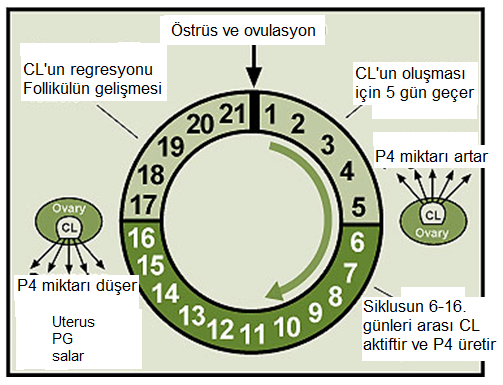 Östrüs ve ovulasyon
CL'un regresyonu
Follikülün gelişmesi
CL'un oluşması
için 5 gün geçer
1
2
3
4
5
6
7
8
9
10
11
12
13
14
15
16
17
18
19
20
21
P4 miktarı artar
CL
Ovary
Ovary
CL
P4 miktarı düşer
Uterus
PG
salar
Siklusun 6-16.
günleri arası CL
aktiftir ve P4 üretir